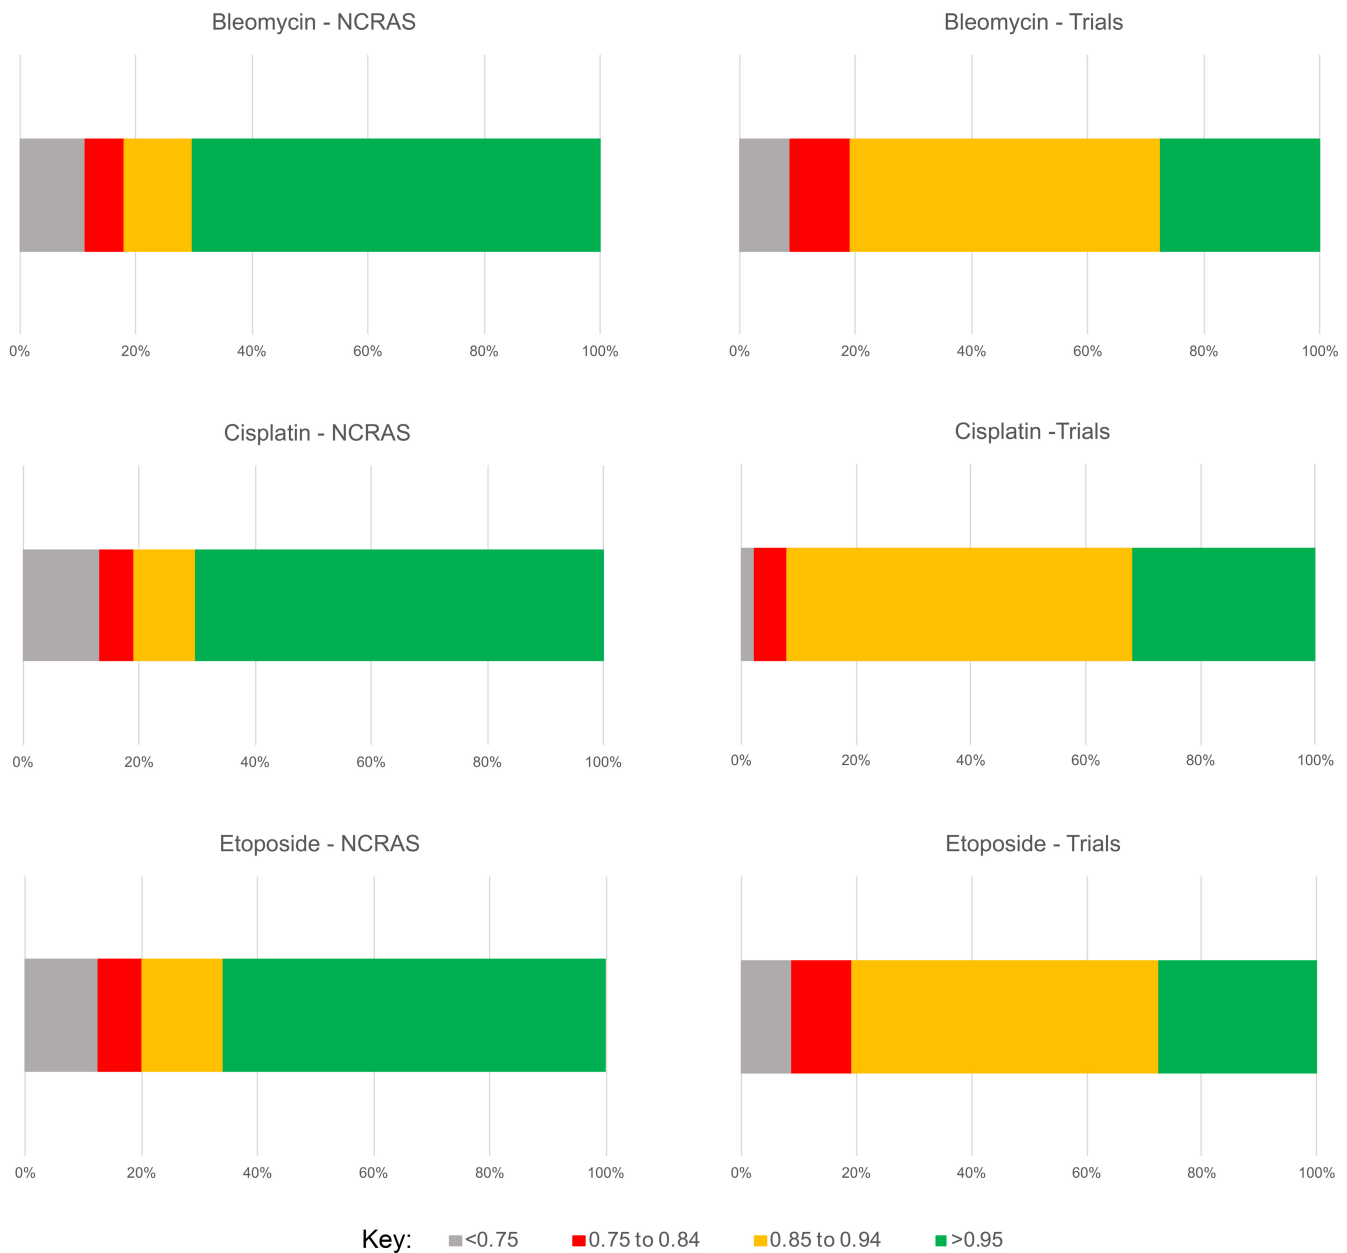 Bleomycin - NCRAS
Bleomycin - Trials
0% 20% 40% 60% 80% 100%
0% 20% 40% 60% 80% 100%
Cisplatin - NCRAS
Cisplatin -Trials
0% 20% 40% 60% 80% 100%
0% 20% 40% 60% 80% 100%
Etoposide - NCRAS
Etoposide - Trials
0% 20% 40% 60% 80% 100%
0% 20% 40% 60% 80% 100%
Key: <0.75 0.75 to 0.84 0.85 to 0.94 >0.95